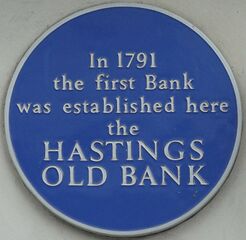 In 1791
the first Bank
was established here
the
HASTINGS
OLD BANK